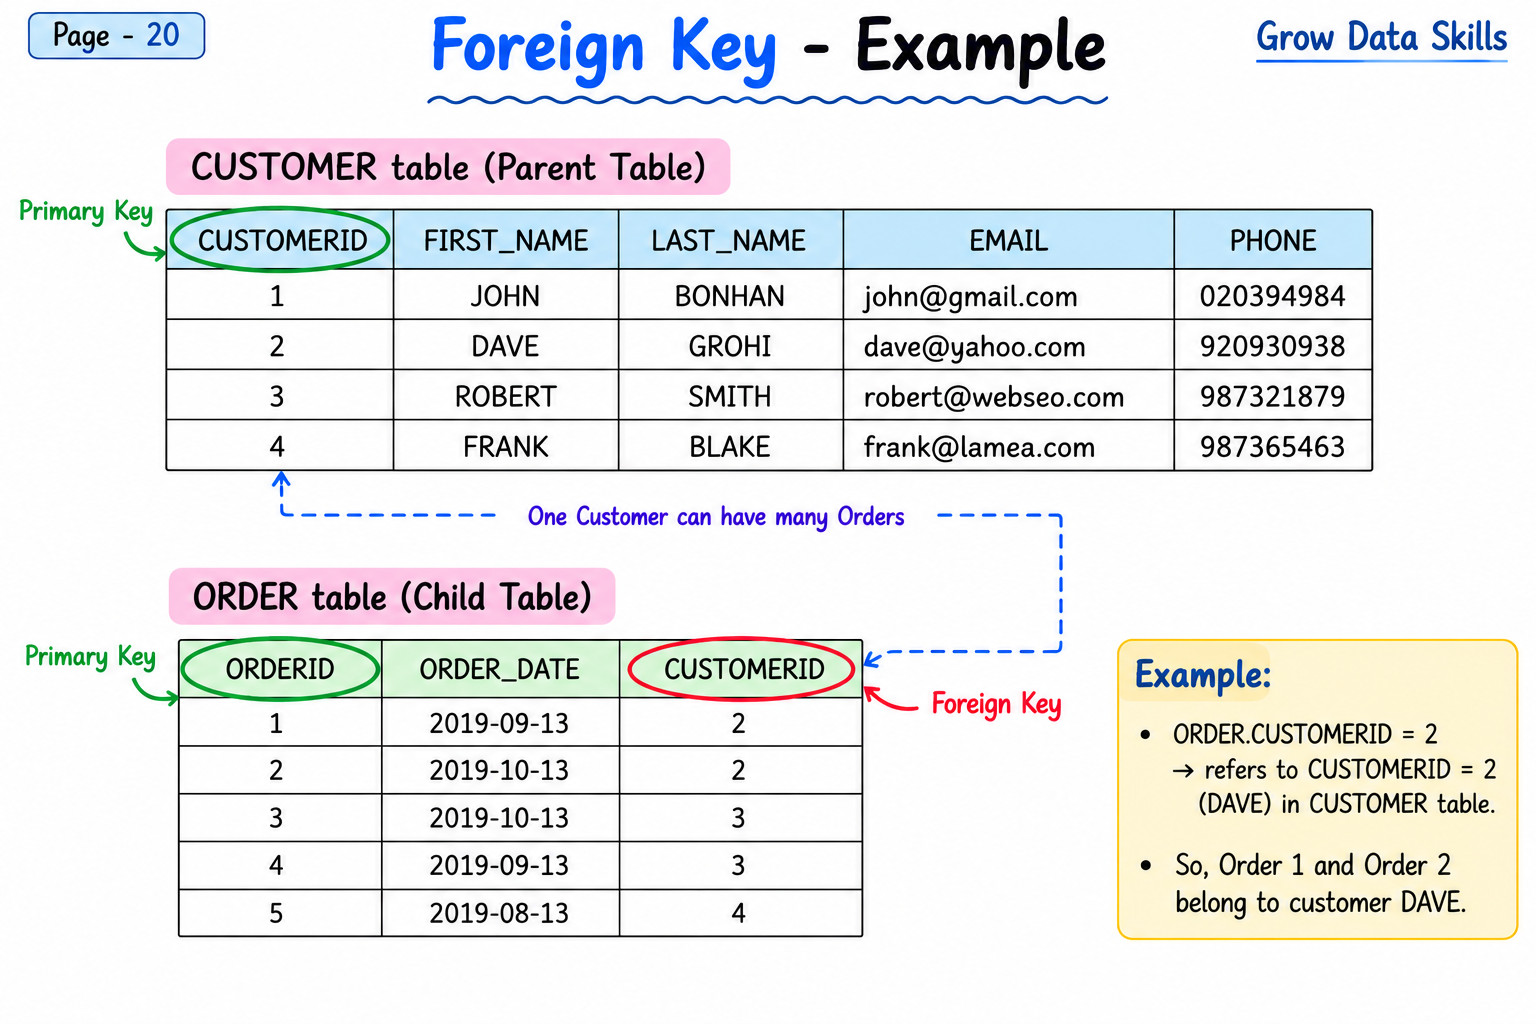 Page - 20
Foreign Key - Example
Grow Data Skills
CUSTOMER table (Parent Table)
Primary Key
CUSTOMERID FIRST_NAME LAST_NAME EMAIL PHONE
1 JOHN BONHAN john@gmail.com 020394984
2 DAVE GROHI dave@yahoo.com 920930938
3 ROBERT SMITH robert@webseo.com 987321879
4 FRANK BLAKE frank@lamea.com 987365463
One Customer can have many Orders
ORDER table (Child Table)
Primary Key
ORDERID ORDER_DATE CUSTOMERID
Foreign Key
1 2019-09-13 2
2 2019-10-13 2
3 2019-10-13 3
4 2019-09-13 3
5 2019-08-13 4
Example:
• ORDER.CUSTOMERID = 2
→ refers to CUSTOMERID = 2
(DAVE) in CUSTOMER table.
• So, Order 1 and Order 2
belong to customer DAVE.